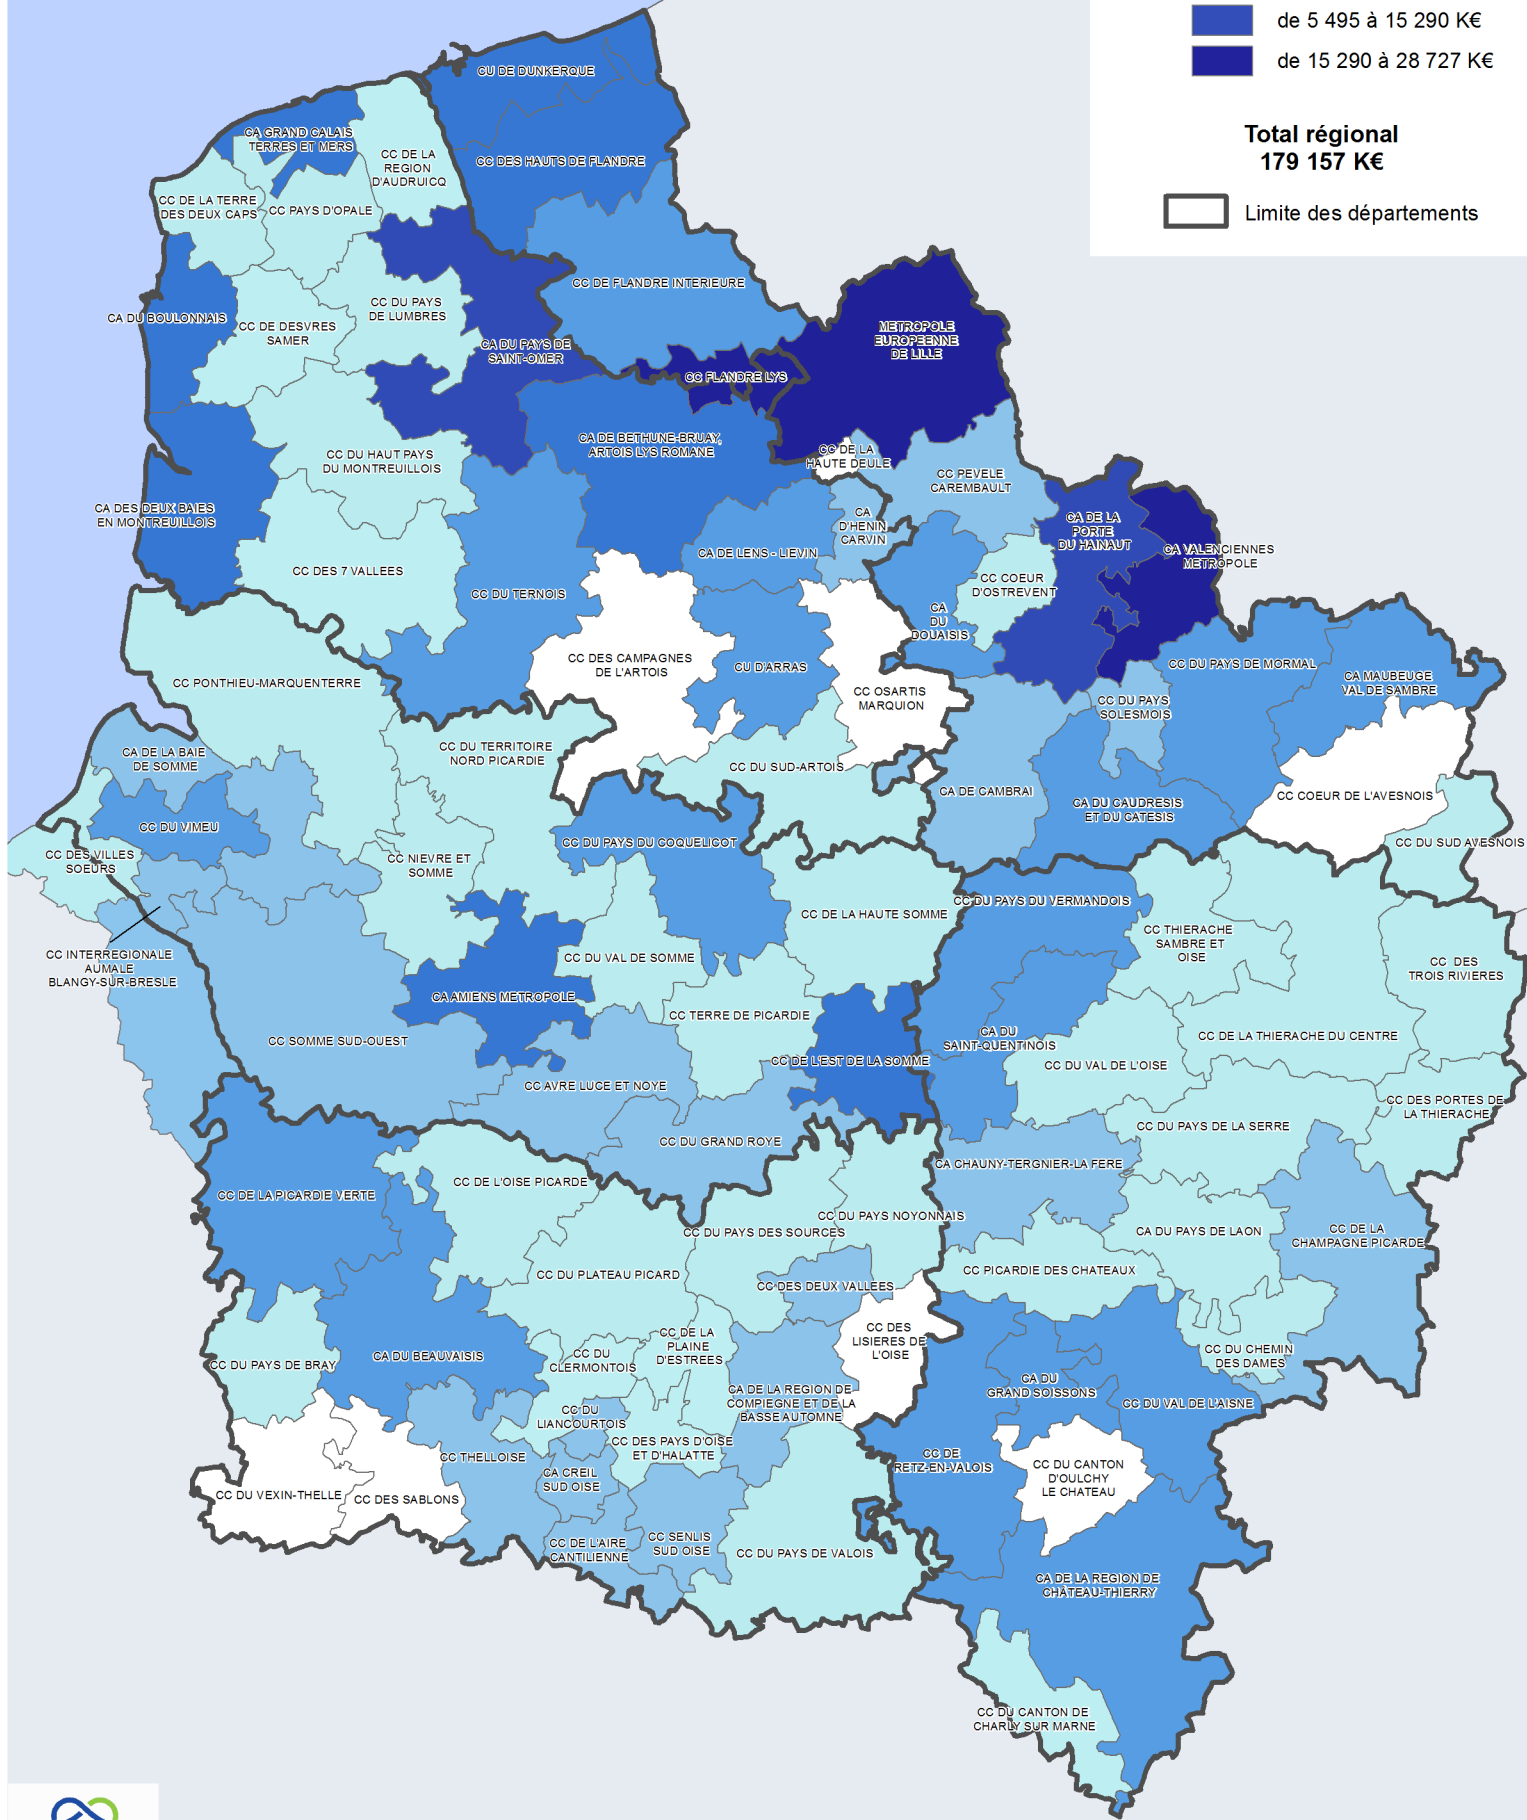 de 5 495 à 15 290 K€
de 15 290 à 28 727 K€
Total régional
179 157 K€
Limite des départements
CU DE DUNKERQUE
CA GRAND CALAIS
TERRES ET MERS
CC DE LA
REGION
D'AUDRUICQ
CC DES HAUTS DE FLANDRE
CC DE LA TERRE
DES DEUX CAPS
CC PAYS D'OPALE
CC DE FLANDRE INTERIEURE
CA DU BOULONNAIS
CC DE DESVRES
SAMER
CC DU PAYS
DE LUMBRES
CA DU PAYS DE
SAINT-OMER
METROPOLE
EUROPEENNE
DE LILLE
CC FLANDRE LYS
CA DE BETHUNE-BRUAY,
ARTOIS LYS ROMANE
CC DU HAUT PAYS
DU MONTREUILLOIS
CC DE LA
HAUTE DEULE
CC PEVELE
CAREMBAULT
CA DES DEUX BAIES
EN MONTREUILLOIS
CA
D'HENIN
CARVIN
CA DE LA
PORTE
DU HAINAUT
CA DE LENS - LIEVIN
CA VALENCIENNES
METROPOLE
CC DES 7 VALLEES
CC DU TERNOIS
CC COEUR
D'OSTREVENT
CA
DU
DOUAISIS
CC DES CAMPAGNES
DE L'ARTOIS
CU D'ARRAS
CC DU PAYS DE MORMAL
CA MAUBEUGE
VAL DE SAMBRE
CC PONTHIEU-MARQUENTERRE
CC OSARTIS
MARQUION
CC DU PAYS
SOLESMOIS
CA DE LA BAIE
DE SOMME
CC DU TERRITOIRE
NORD PICARDIE
CC DU SUD-ARTOIS
CA DE CAMBRAI
CA DU CAUDRESIS
ET DU CATESIS
CC COEUR DE L'AVESNOIS
CC DU VIMEU
CC DU PAYS DU COQUELICOT
CC DU SUD AVESNOIS
CC DES VILLES
SOEURS
CC NIEVRE ET
SOMME
CC DE LA HAUTE SOMME
CC DU PAYS DU VERMANDOIS
CC THIERACHE
SAMBRE ET
OISE
CC INTERREGIONALE
AUMALE
BLANGY-SUR-BRESLE
CC DU VAL DE SOMME
CC  DES
TROIS RIVIERES
CA AMIENS METROPOLE
CC TERRE DE PICARDIE
CC SOMME SUD-OUEST
CA DU
SAINT-QUENTINOIS
CC DE LA THIERACHE DU CENTRE
CC DE L'EST DE LA SOMME
CC DU VAL DE L'OISE
CC AVRE LUCE ET NOYE
CC DES PORTES DE
LA THIERACHE
CC DU GRAND ROYE
CC DU PAYS DE LA SERRE
CA CHAUNY-TERGNIER-LA FERE
CC DE L'OISE PICARDE
CC DE LA PICARDIE VERTE
CC DU PAYS NOYONNAIS
CC DU PAYS DES SOURCES
CA DU PAYS DE LAON
CC DE LA
CHAMPAGNE PICARDE
CC DU PLATEAU PICARD
CC PICARDIE DES CHATEAUX
CC DES DEUX VALLEES
CC DES
LISIERES DE
L'OISE
CC DE LA
PLAINE
D'ESTREES
CC DU PAYS DE BRAY
CA DU BEAUVAISIS
CC DU
CLERMONTOIS
CC DU CHEMIN
DES DAMES
CA DU
GRAND SOISSONS
CA DE LA REGION DE
COMPIEGNE ET DE LA
BASSE AUTOMNE
CC DU VAL DE L'AISNE
CC DU
LIANCOURTOIS
CC DES PAYS D'OISE
ET D'HALATTE
CC THELLOISE
CC DE
RETZ-EN-VALOIS
CC DU CANTON
D'OULCHY
LE CHATEAU
CA CREIL
SUD OISE
CC DU VEXIN-THELLE
CC DES SABLONS
CC DE L'AIRE
CANTILIENNE
CC SENLIS
SUD OISE
CC DU PAYS DE VALOIS
CA DE LA REGION DE
CHÂTEAU-THIERRY
CC DU CANTON DE
CHARLY SUR MARNE